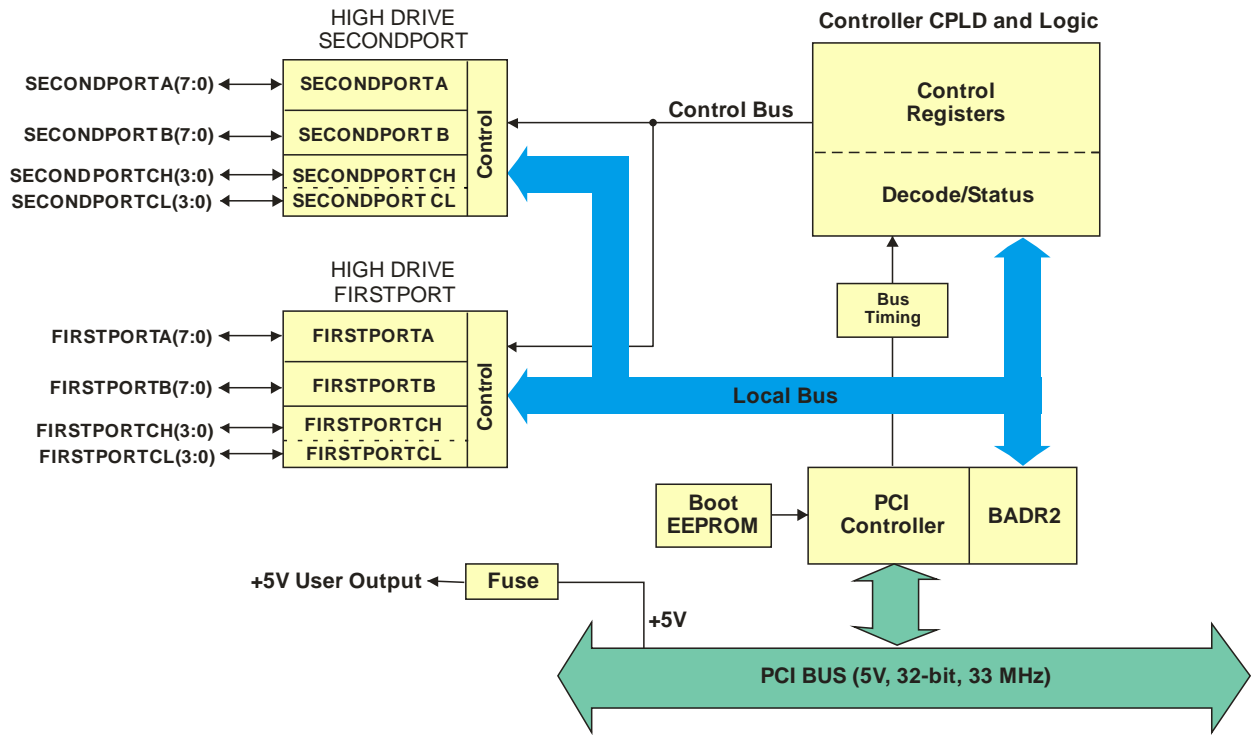 HIGH DRIVE
SECONDPORT
SECONDPORTA(7:0)
SECONDPORTA
SECONDPORTB(7:0)
SECONDPORT B
SECONDPORTCH(3:0)
SECONDPORT CH
SECONDPORTCL(3:0)
SECONDPORT CL
Control
Control Bus
Controller CPLD and Logic
Control
Registers
Decode/Status
HIGH DRIVE
FIRSTPORT
FIRSTPORTA(7:0)
FIRSTPORTA
FIRSTPORTB(7:0)
FIRSTPORTB
FIRSTPORTCH(3:0)
FIRSTPORTCH
FIRSTPORTCL(3:0)
FIRSTPORTCL
Control
Bus
Timing
Local Bus
Boot
EEPROM
PCI
Controller
BADR2
+5V User Output
Fuse
+5V
PCI BUS (5V, 32-bit, 33 MHz)